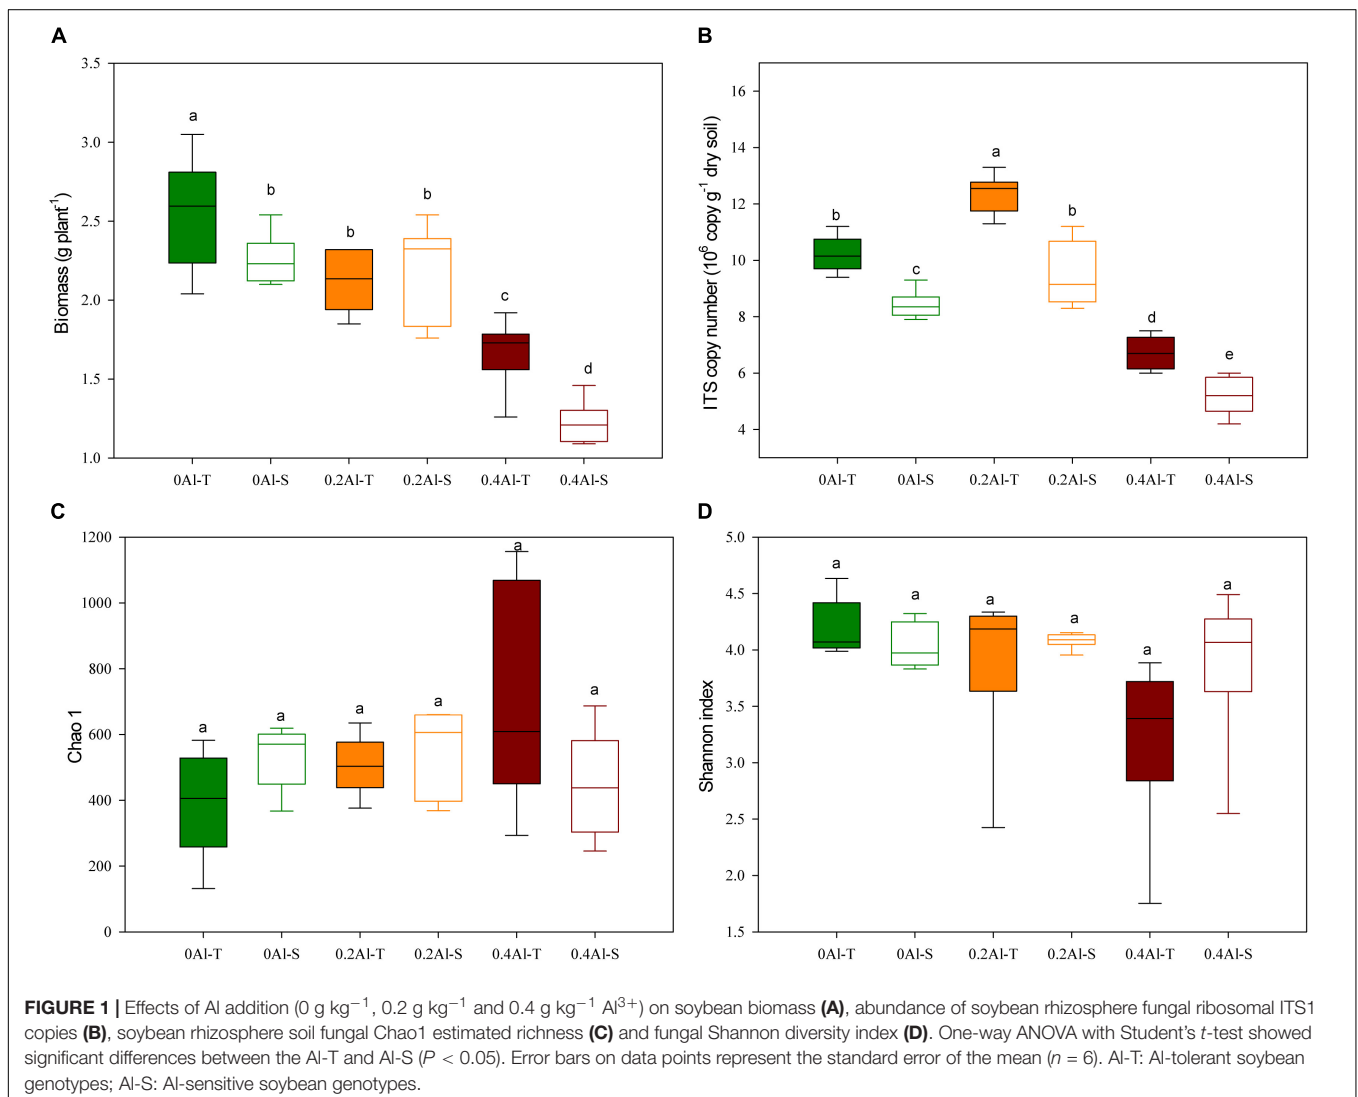 A
3.5
3.0
2.5
2.0
1.5
1.0
Biomass (g plant⁻¹)
a
b
b
b
c
d
0Al-T 0Al-S 0.2Al-T 0.2Al-S 0.4Al-T 0.4Al-S
B
16
14
12
10
8
6
4
ITS copy number (10⁶ copy g⁻¹ dry soil)
b
c
a
b
d
e
0Al-T 0Al-S 0.2Al-T 0.2Al-S 0.4Al-T 0.4Al-S
C
1200
1000
800
600
400
200
0
Chao 1
a
a
a
a
a
a
0Al-T 0Al-S 0.2Al-T 0.2Al-S 0.4Al-T 0.4Al-S
D
5.0
4.5
4.0
3.5
3.0
2.5
2.0
1.5
Shannon index
a
a
a
a
a
a
0Al-T 0Al-S 0.2Al-T 0.2Al-S 0.4Al-T 0.4Al-S
FIGURE 1 | Effects of Al addition (0 g kg⁻¹, 0.2 g kg⁻¹ and 0.4 g kg⁻¹ Al³⁺) on soybean biomass (A), abundance of soybean rhizosphere fungal ribosomal ITS1
copies (B), soybean rhizosphere soil fungal Chao1 estimated richness (C) and fungal Shannon diversity index (D). One-way ANOVA with Student's t-test showed
significant differences between the Al-T and Al-S (P < 0.05). Error bars on data points represent the standard error of the mean (n = 6). Al-T: Al-tolerant soybean
genotypes; Al-S: Al-sensitive soybean genotypes.